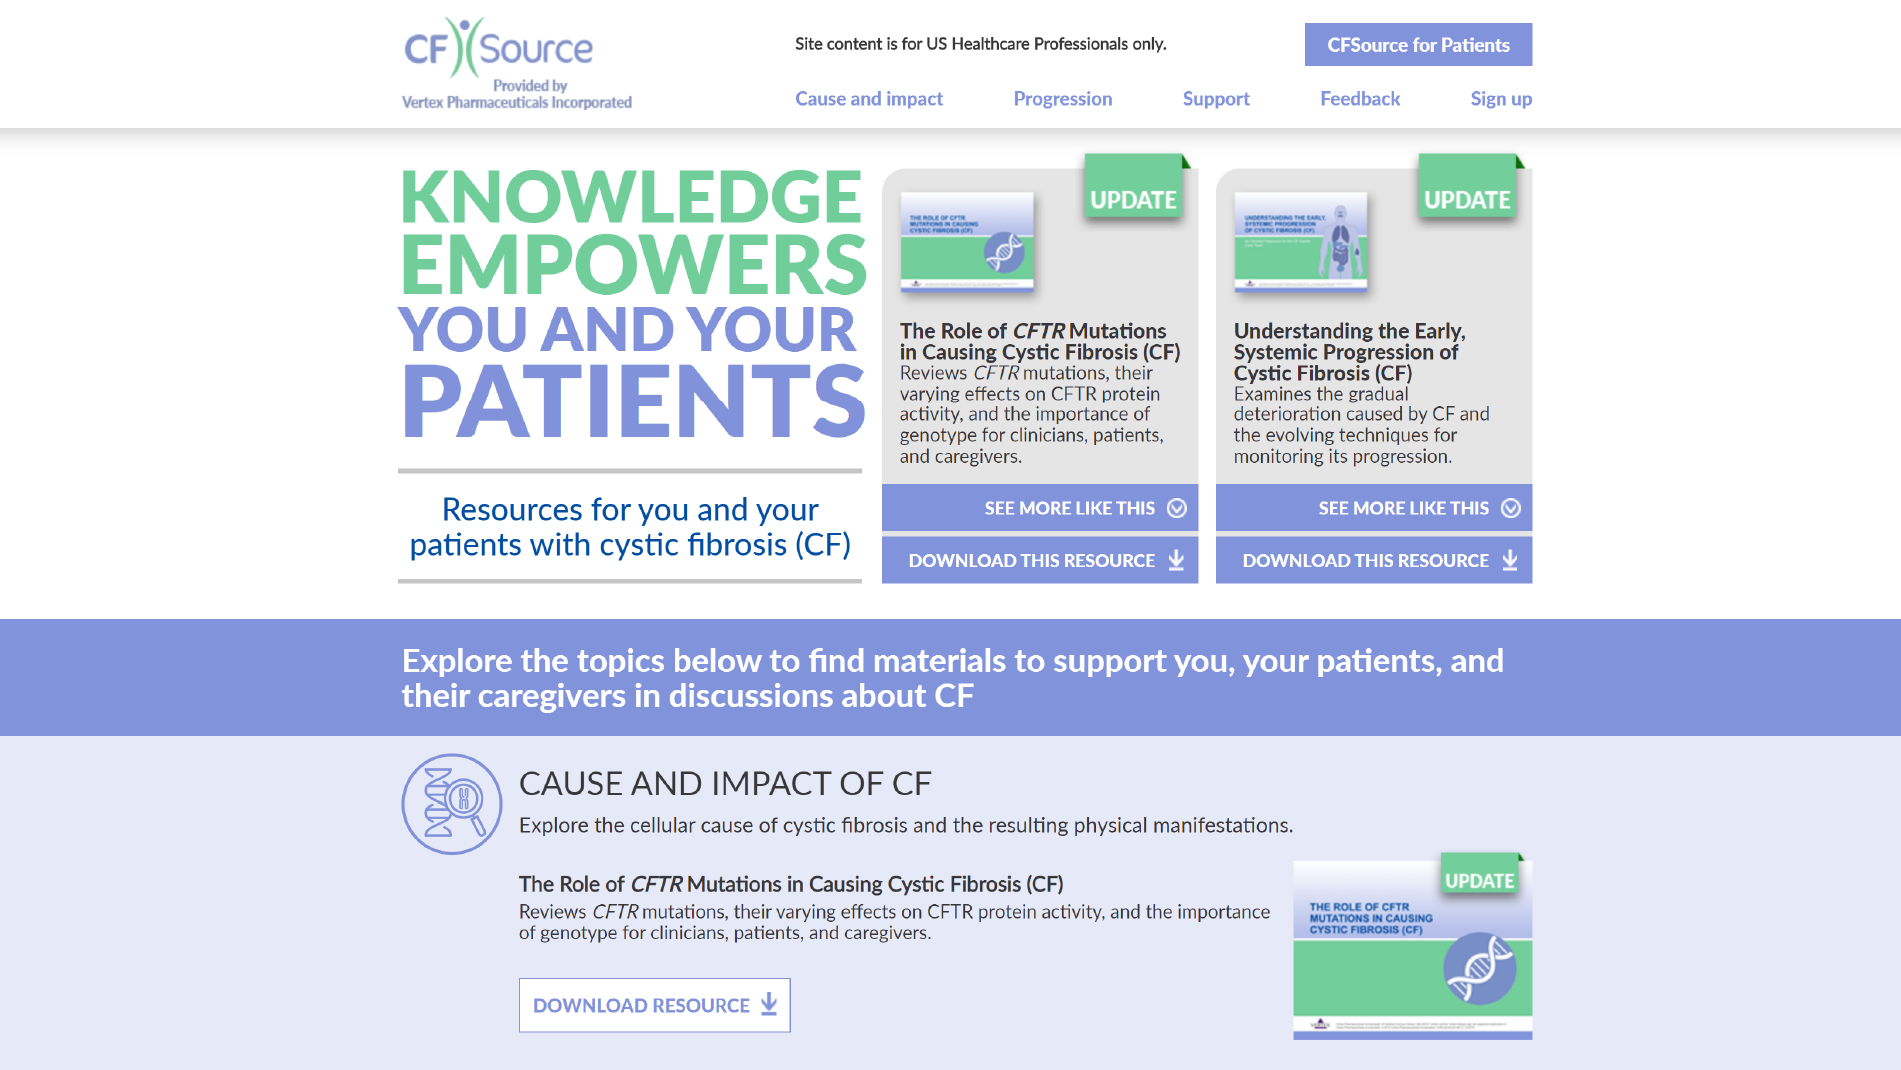 CF Source
Provided by
Vertex Pharmaceuticals Incorporated
Site content is for US Healthcare Professionals only.
CFSource for Patients
Cause and impact
Progression
Support
Feedback
Sign up
KNOWLEDGE
EMPOWERS
YOU AND YOUR
PATIENTS
Resources for you and your
patients with cystic fibrosis (CF)
UPDATE
THE ROLE OF CFTR
MUTATIONS IN CAUSING
CYSTIC FIBROSIS (CF)
The Role of CFTR Mutations
in Causing Cystic Fibrosis (CF)
Reviews CFTR mutations, their
varying effects on CFTR protein
activity, and the importance of
genotype for clinicians, patients,
and caregivers.
SEE MORE LIKE THIS
DOWNLOAD THIS RESOURCE
UPDATE
UNDERSTANDING THE EARLY,
SYSTEMIC PROGRESSION
OF CYSTIC FIBROSIS (CF)
Understanding the Early,
Systemic Progression of
Cystic Fibrosis (CF)
Examines the gradual
deterioration caused by CF and
the evolving techniques for
monitoring its progression.
SEE MORE LIKE THIS
DOWNLOAD THIS RESOURCE
Explore the topics below to find materials to support you, your patients, and
their caregivers in discussions about CF
CAUSE AND IMPACT OF CF
Explore the cellular cause of cystic fibrosis and the resulting physical manifestations.
The Role of CFTR Mutations in Causing Cystic Fibrosis (CF)
Reviews CFTR mutations, their varying effects on CFTR protein activity, and the importance
of genotype for clinicians, patients, and caregivers.
DOWNLOAD RESOURCE
UPDATE
THE ROLE OF CFTR
MUTATIONS IN CAUSING
CYSTIC FIBROSIS (CF)